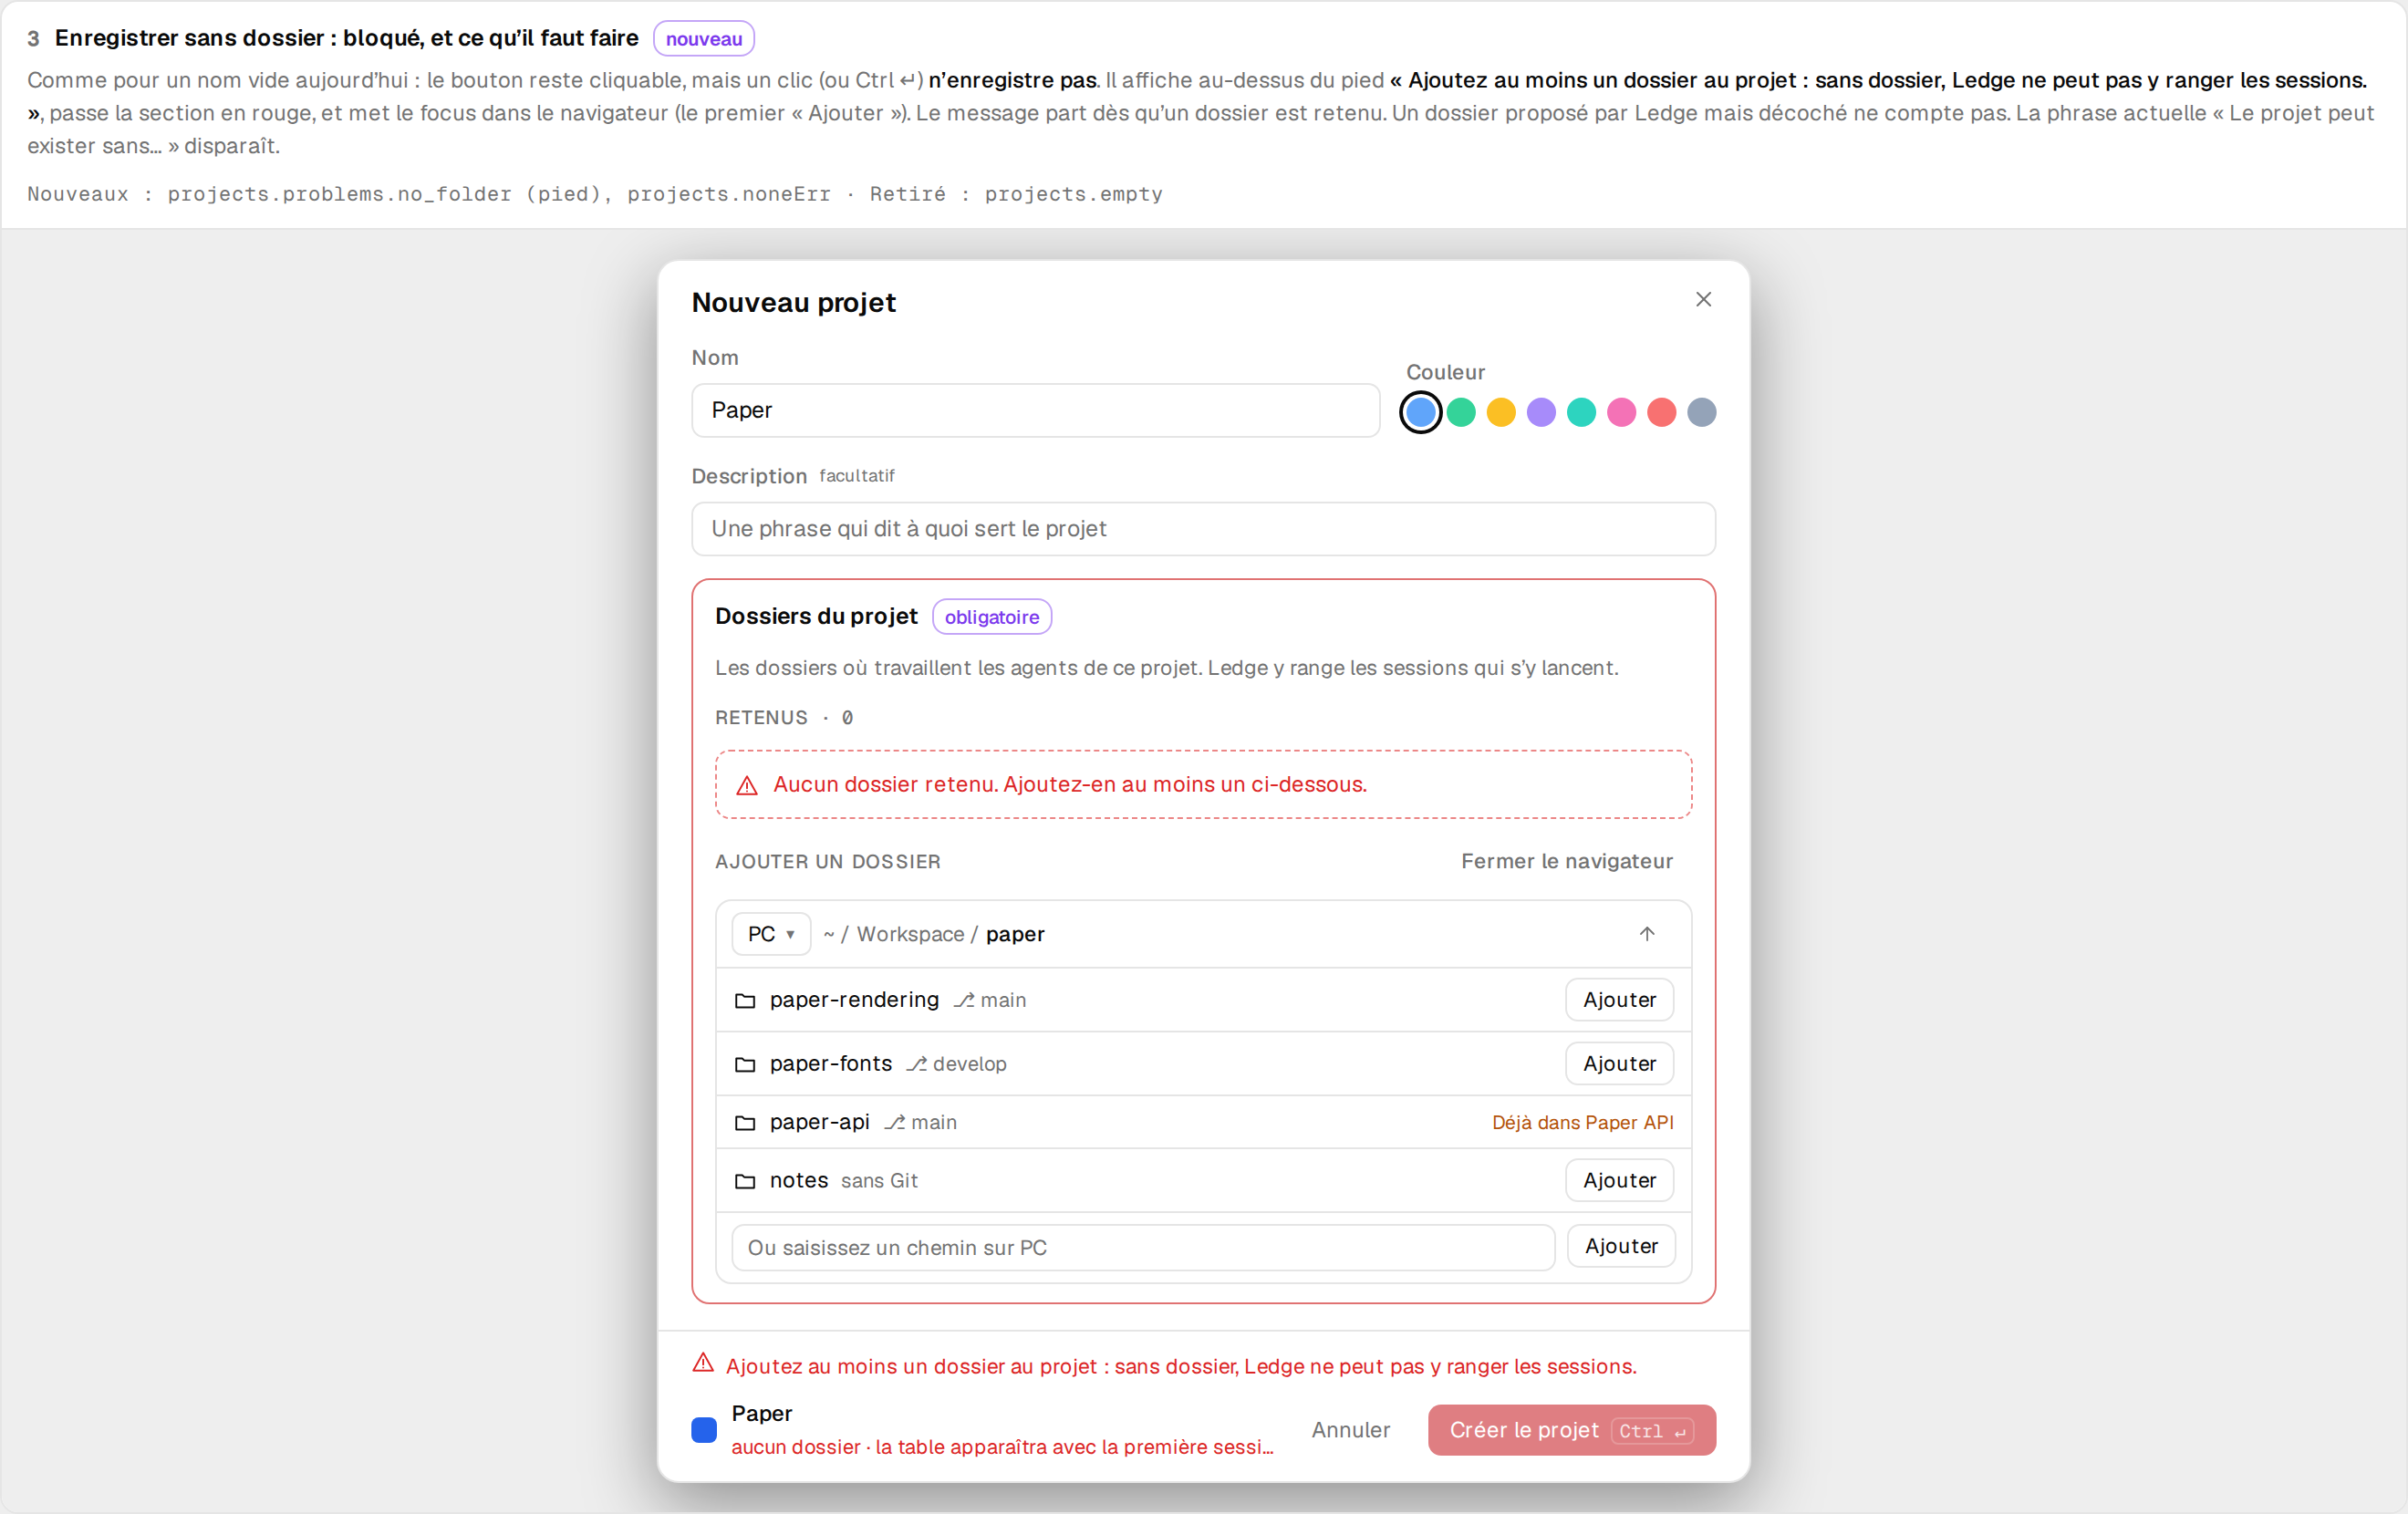 3 Enregistrer sans dossier : bloqué, et ce qu’il faut faire nouveau
Comme pour un nom vide aujourd’hui : le bouton reste cliquable, mais un clic (ou Ctrl ↵) n’enregistre pas. Il affiche au-dessus du pied « Ajoutez au moins un dossier au projet : sans dossier, Ledge ne peut pas y ranger les sessions.
», passe la section en rouge, et met le focus dans le navigateur (le premier « Ajouter »). Le message part dès qu’un dossier est retenu. Un dossier proposé par Ledge mais décoché ne compte pas. La phrase actuelle « Le projet peut
exister sans… » disparaît.
Nouveaux : projects.problems.no_folder (pied), projects.noneErr · Retiré : projects.empty
Nouveau projet
Nom
Couleur
Paper
Description facultatif
Une phrase qui dit à quoi sert le projet
Dossiers du projet obligatoire
Les dossiers où travaillent les agents de ce projet. Ledge y range les sessions qui s’y lancent.
RETENUS · 0
Aucun dossier retenu. Ajoutez-en au moins un ci-dessous.
AJOUTER UN DOSSIER Fermer le navigateur
PC ▾ ~ / Workspace / paper ↑
paper-rendering ⎇ main Ajouter
paper-fonts ⎇ develop Ajouter
paper-api ⎇ main Déjà dans Paper API
notes sans Git Ajouter
Ou saisissez un chemin sur PC Ajouter
Ajoutez au moins un dossier au projet : sans dossier, Ledge ne peut pas y ranger les sessions.
Paper
aucun dossier · la table apparaîtra avec la première sessi…
Annuler Créer le projet Ctrl ↵